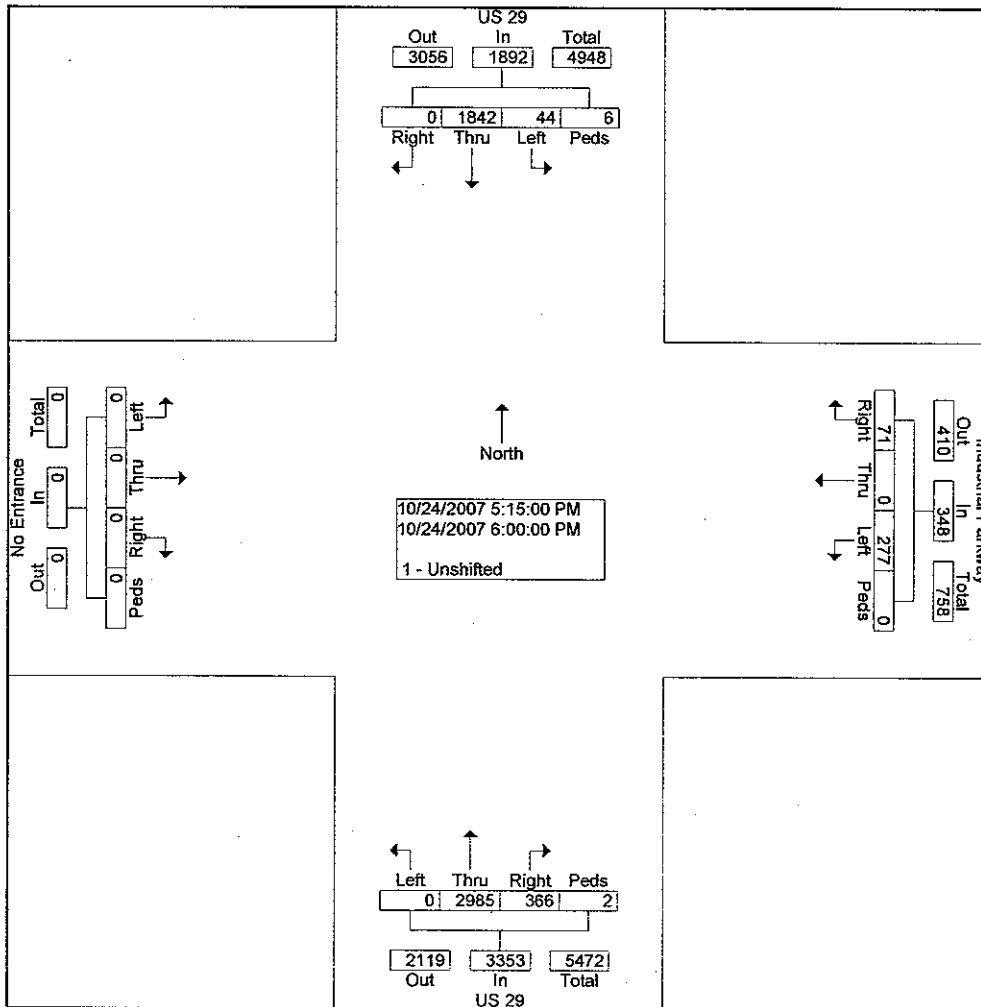 US 29
Out In Total
3056 1892 4948
0 1842 44 6
Right Thru Left Peds
North
10/24/2007 5:15:00 PM
10/24/2007 6:00:00 PM
1 - Unshifted
No Entrance
Total In Out
0 0 0
0 0 0 0
Left Thru Right Peds
Out In Total
410 348 758
71 0 277 0
Right Thru Left Peds
Left Thru Right Peds
0 2985 366 2
2119 3353 5472
Out In Total
US 29